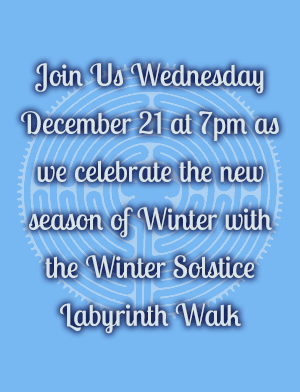 Join Us Wednesday
December 21 at 7pm as
we celebrate the new
season of Winter with
the Winter Solstice
Labyrinth Walk